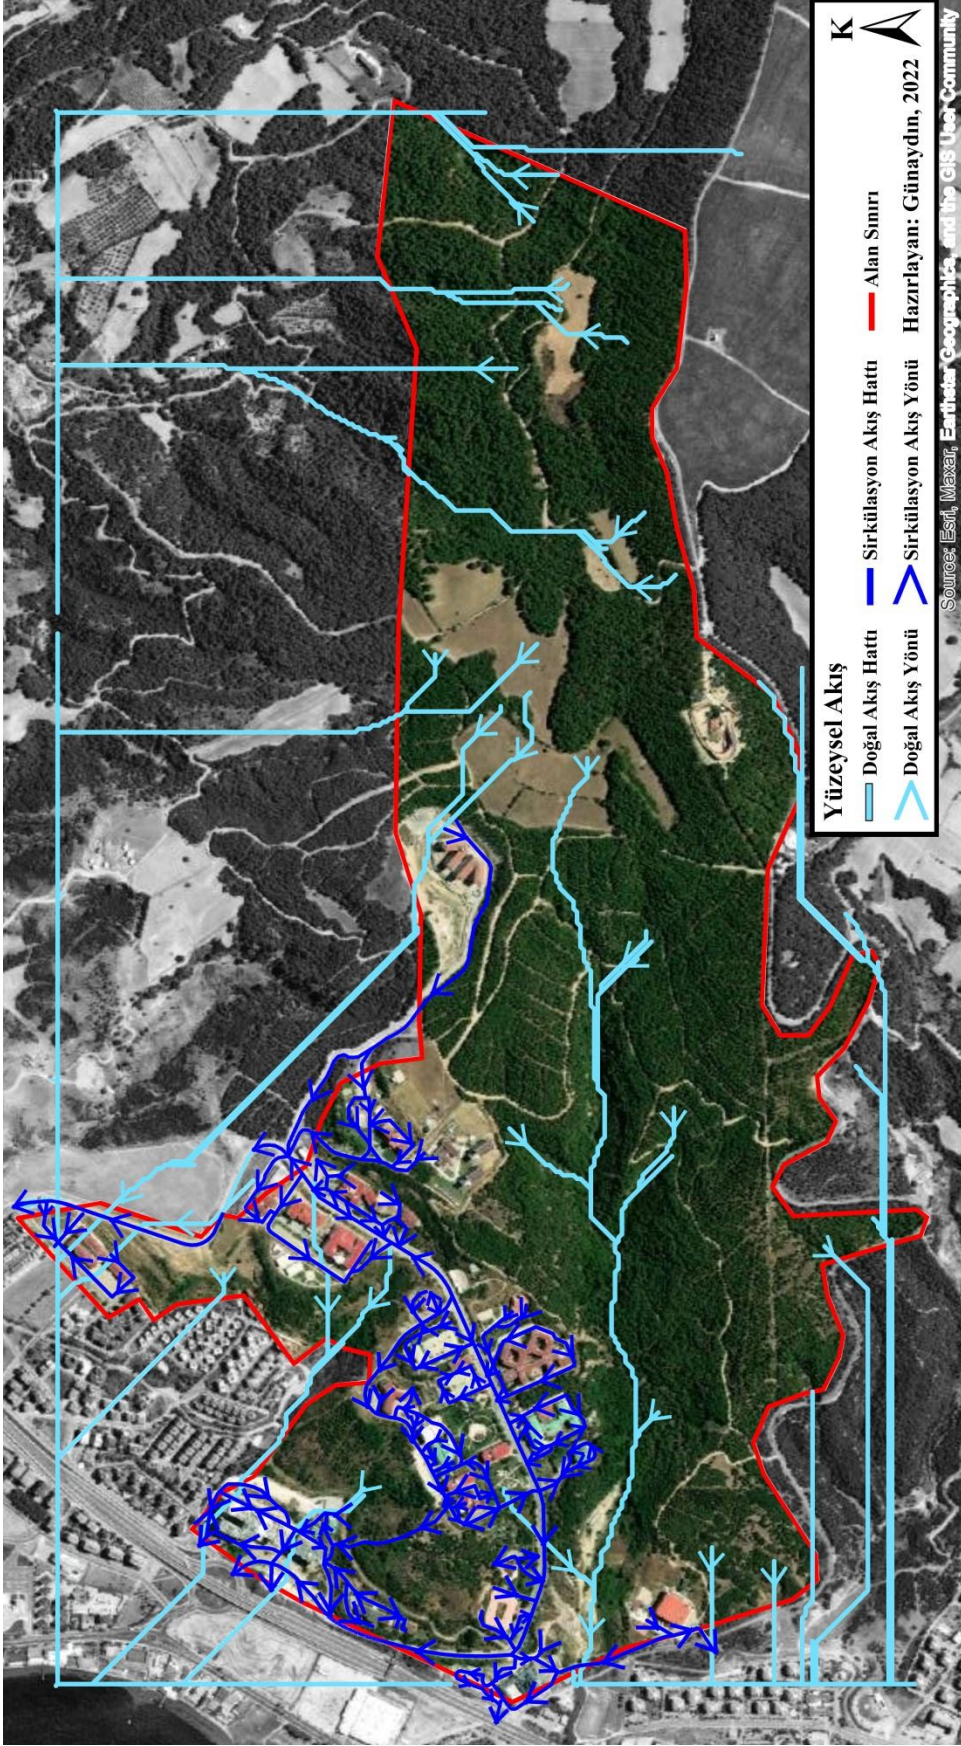 Yüzeysel Akış
K
Doğal Akış Hattı Sirkülasyon Akış Hattı Alan Sınırı
Doğal Akış Yönü Sirkülasyon Akış Yönü Hazırlayan: Günaydın, 2022
Source: Esri, Maxar, Earthstar Geographics, and the GIS User Community